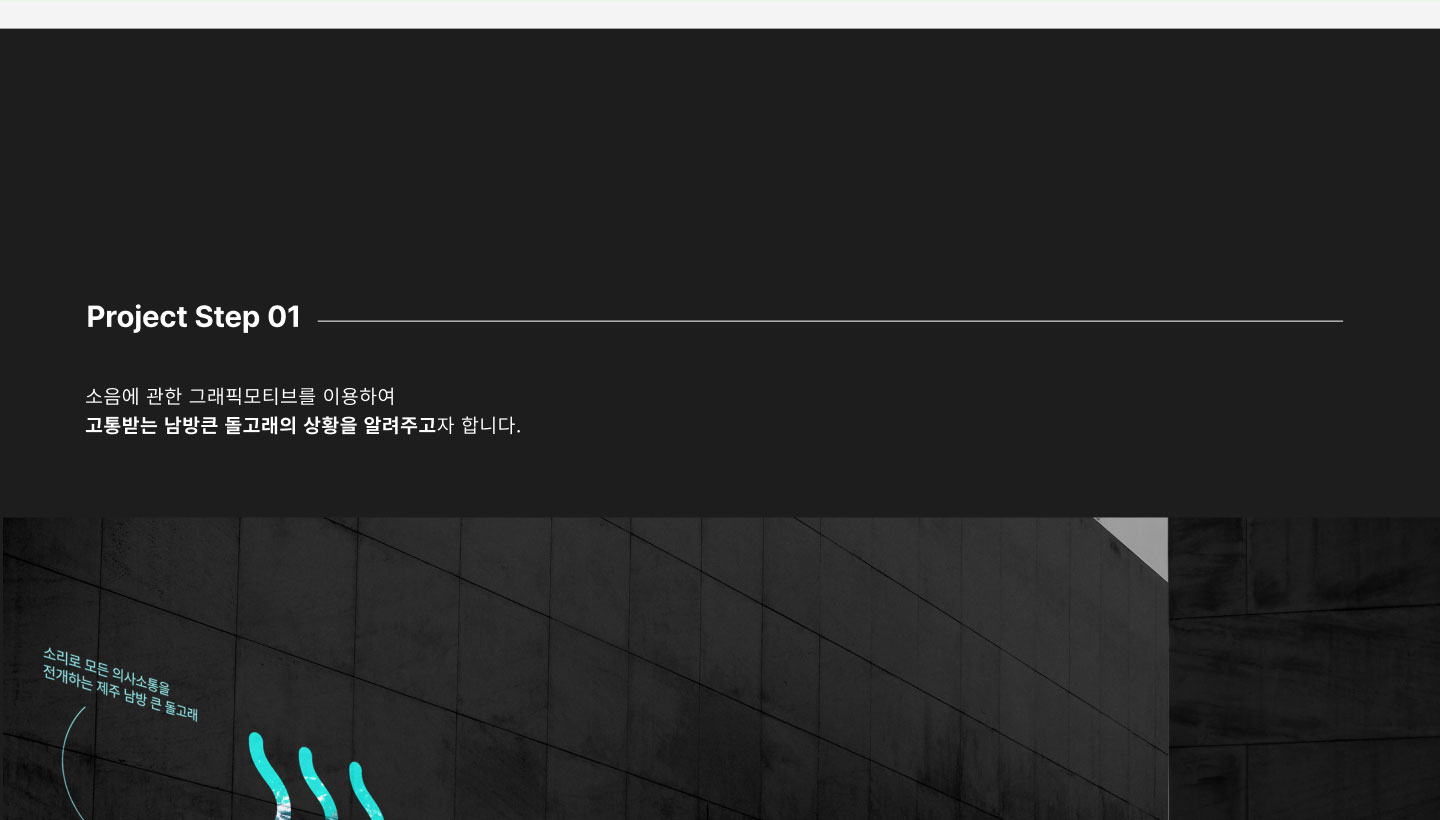 Project Step 01
소음에 관한 그래픽모티브를 이용하여
고통받는 남방큰 돌고래의 상황을 알려주고자 합니다.
소리로 모든 의사소통을
전개하는 제주 남방 큰 돌고래